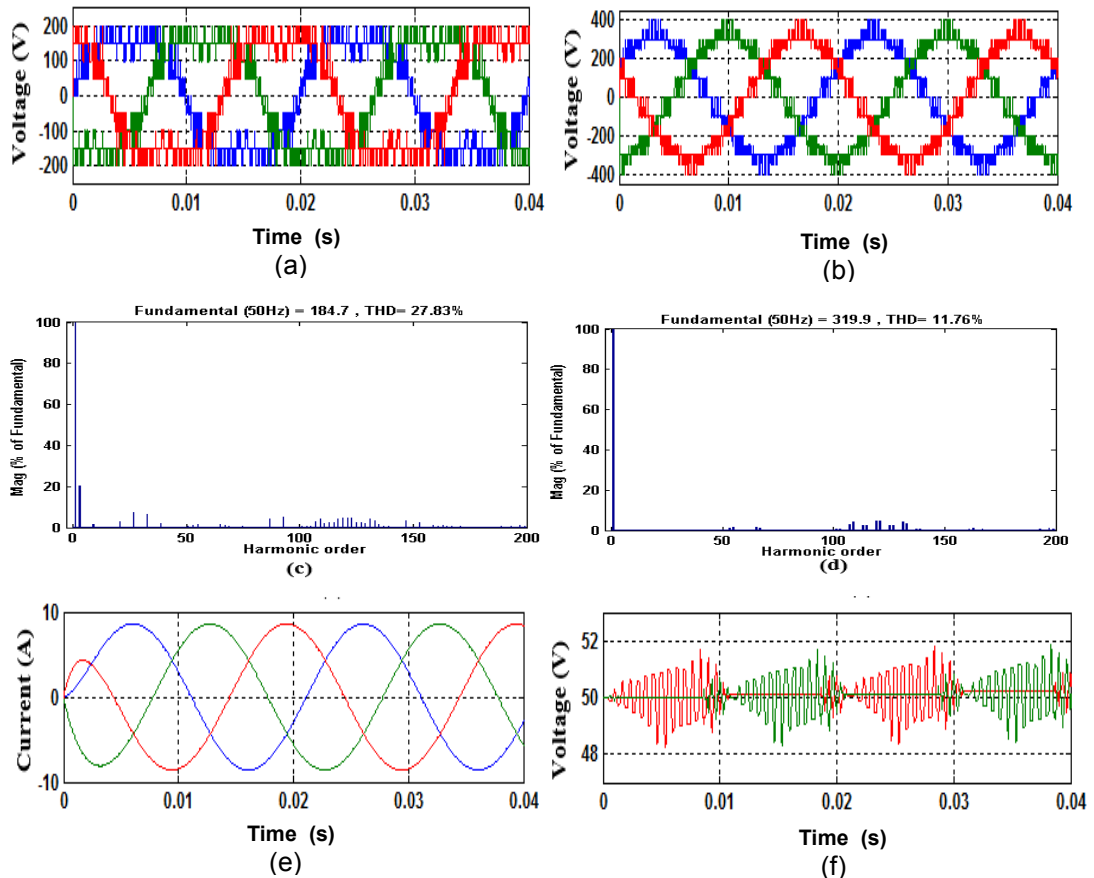 Voltage (V)
200
100
0
-100
-200
0 0.01 0.02 0.03 0.04
Time (s)
(a)
Voltage (V)
400
200
0
-200
-400
0 0.01 0.02 0.03 0.04
Time (s)
(b)
Fundamental (50Hz) = 184.7 , THD= 27.83%
Mag (% of Fundamental)
100
80
60
40
20
0
0 50 100 150 200
Harmonic order
(c)
Fundamental (50Hz) = 319.9 , THD= 11.76%
Mag (% of Fundamental)
100
80
60
40
20
0
0 50 100 150 200
Harmonic order
(d)
Current (A)
10
0
-10
0 0.01 0.02 0.03 0.04
Time (s)
(e)
Voltage (V)
52
50
48
0 0.01 0.02 0.03 0.04
Time (s)
(f)